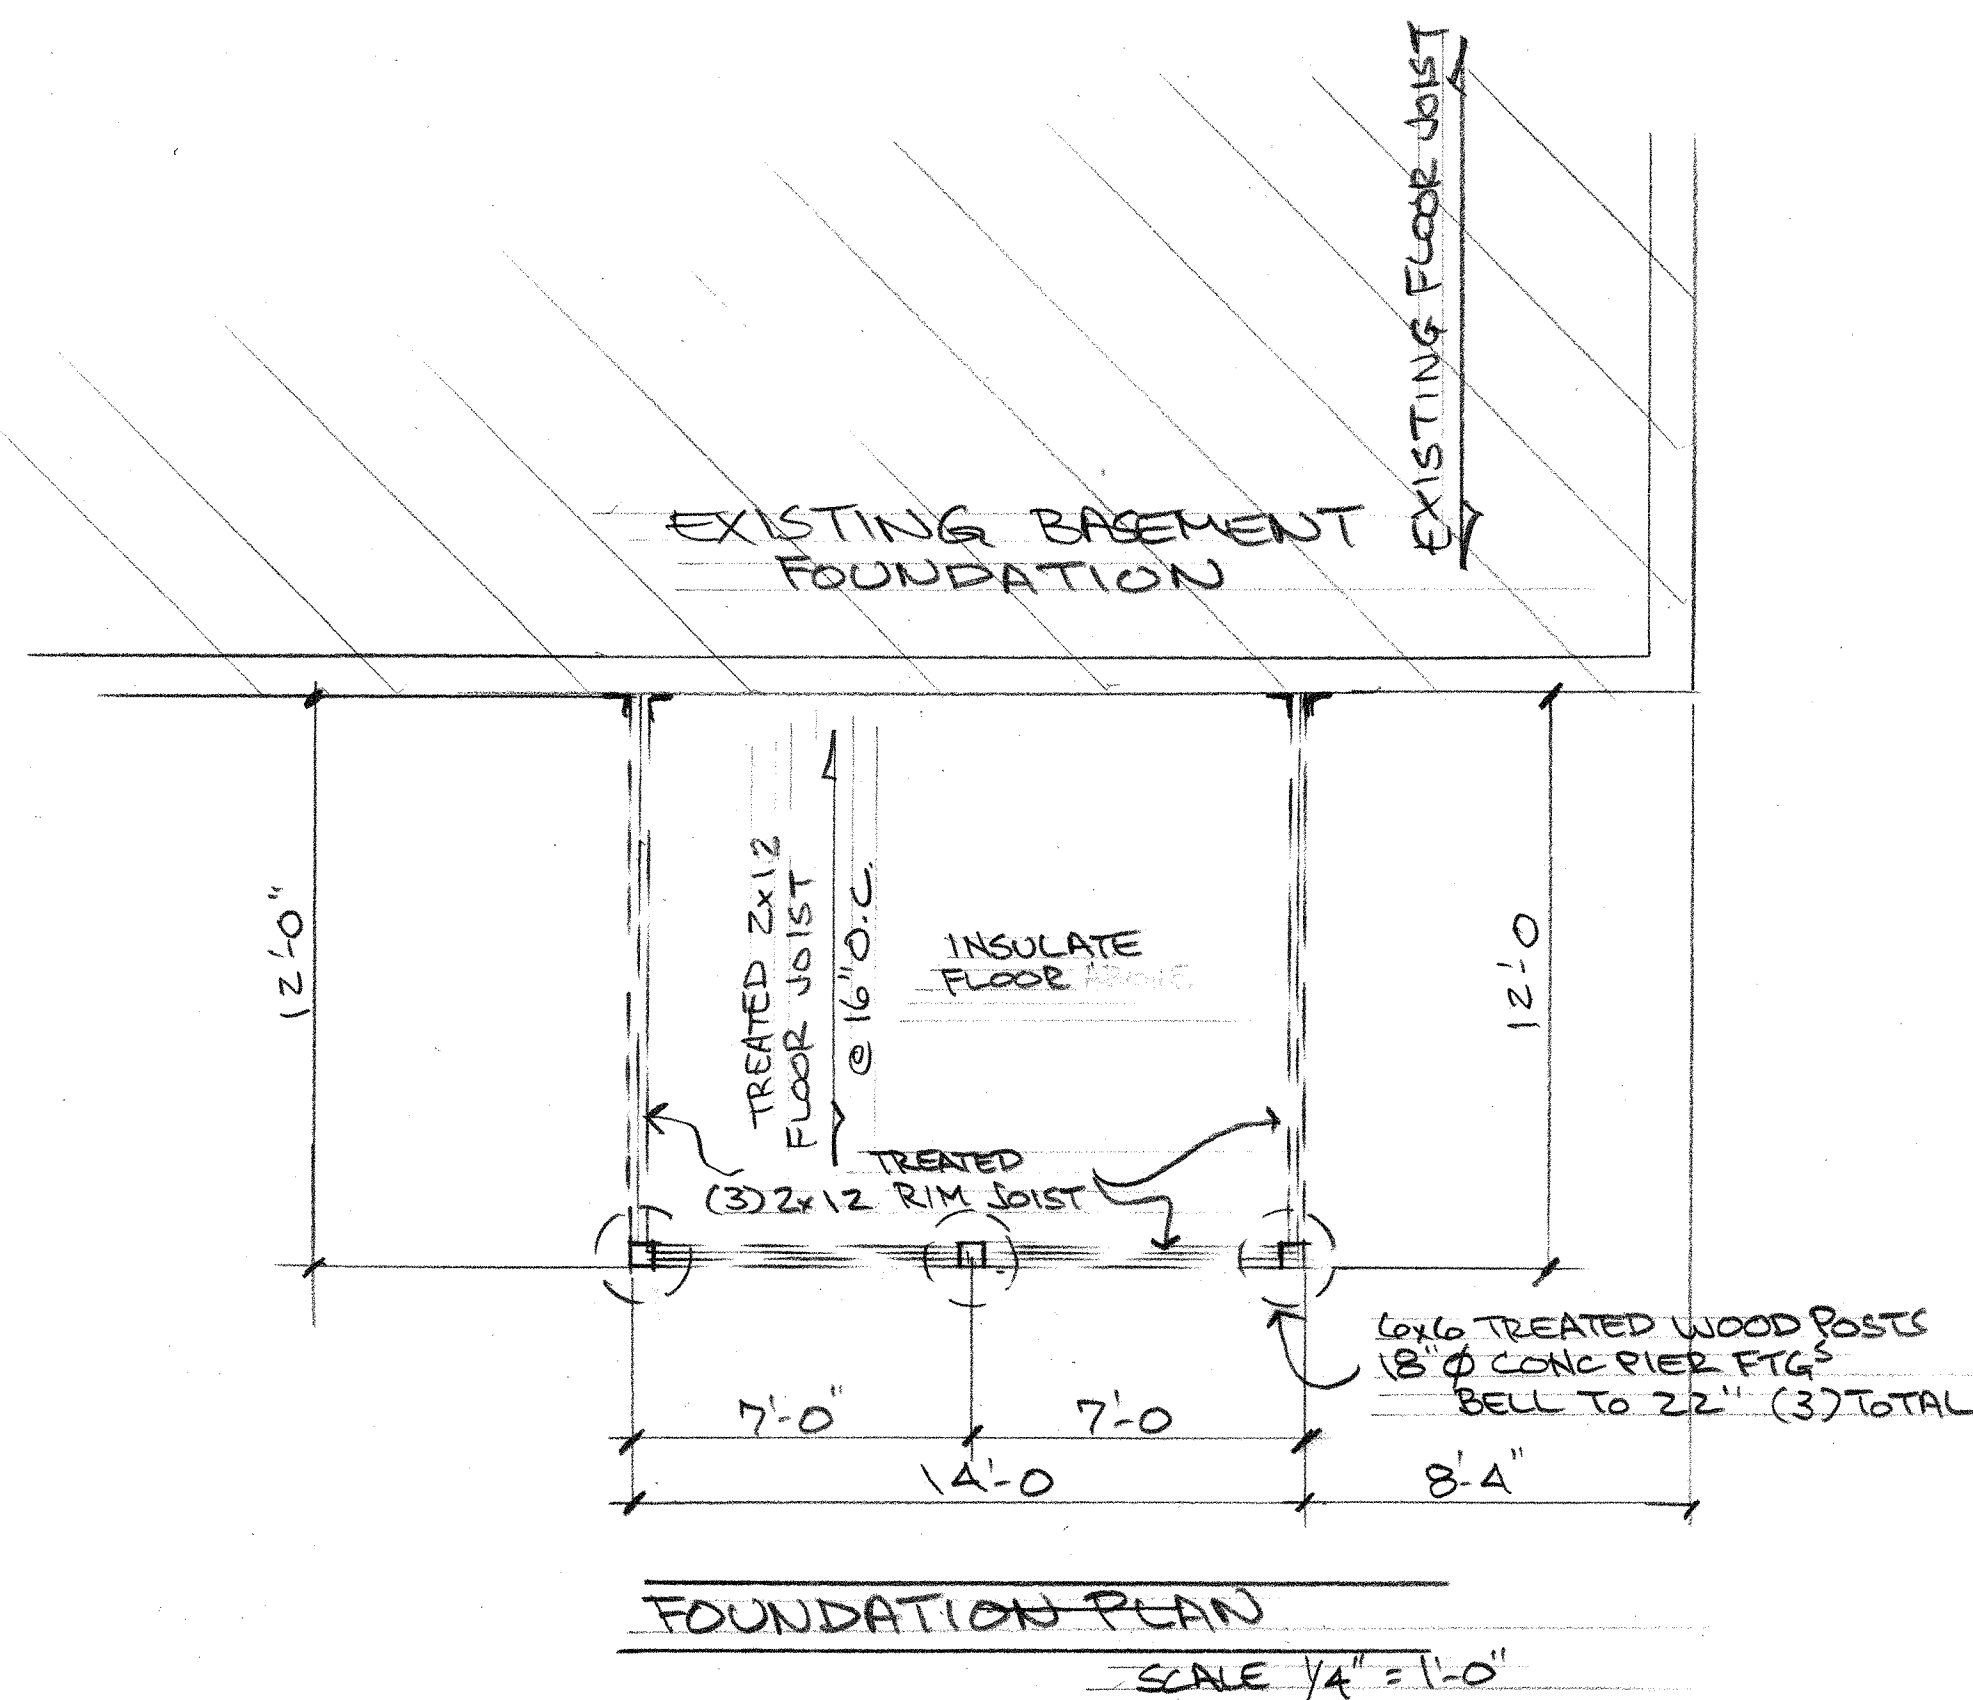 EXISTING FLOOR JOIST
EXISTING BASEMENT
FOUNDATION
12'-0"
TREATED 2x12
FLOOR JOIST
@ 16" O.C.
INSULATE
FLOOR ABOVE
12'-0
TREATED
(3) 2x12 RIM JOIST
6x6 TREATED WOOD POSTS
18" Ø CONC PIER FTGS
BELL TO 22" (3) TOTAL
7'-0"
7'-0
14'-0
8'-4"
FOUNDATION PLAN
SCALE 1/4" = 1'-0"